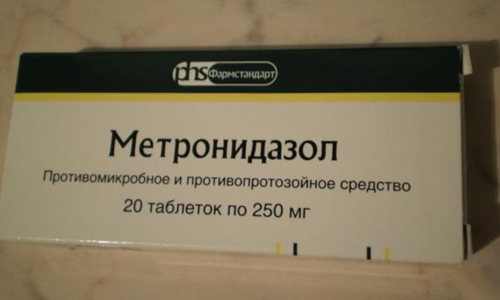 phs Фармстандарт
Метронидазол
Противомикробное и противопротозойное средство
20 таблеток по 250 мг